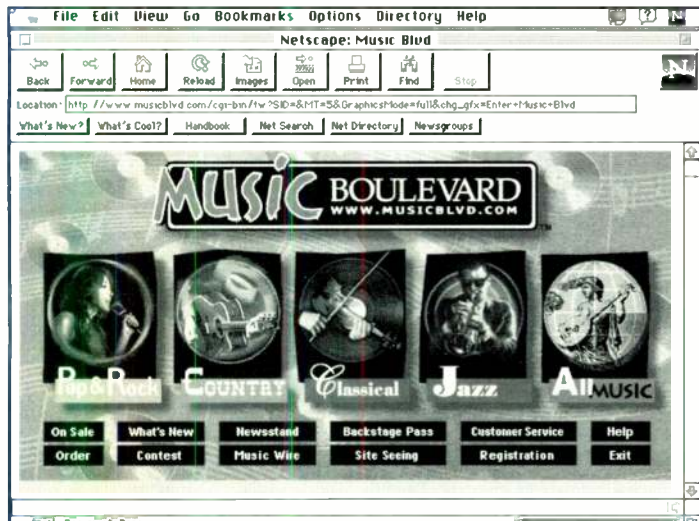 File Edit View Go Bookmarks Options Directory Help
Netscape: Music Blvd
Back Forward Home Reload Images Open Print Find Stop
N
Location: http://www.musicblvd.com/cgi-bin/tw?SID=&MT=5&GraphicsMode=full&chg_gfx=Enter+Music+Blvd
What's New? What's Cool? Handbook Net Search Net Directory Newsgroups
MUSIC BOULEVARD
WWW.MUSICBLVD.COM
TM
Pop & Rock COUNTRY Classical Jazz All MUSIC
On Sale What's New Newsstand Backstage Pass Customer Service Help
Order Contest Music Wire Site Seeing Registration Exit